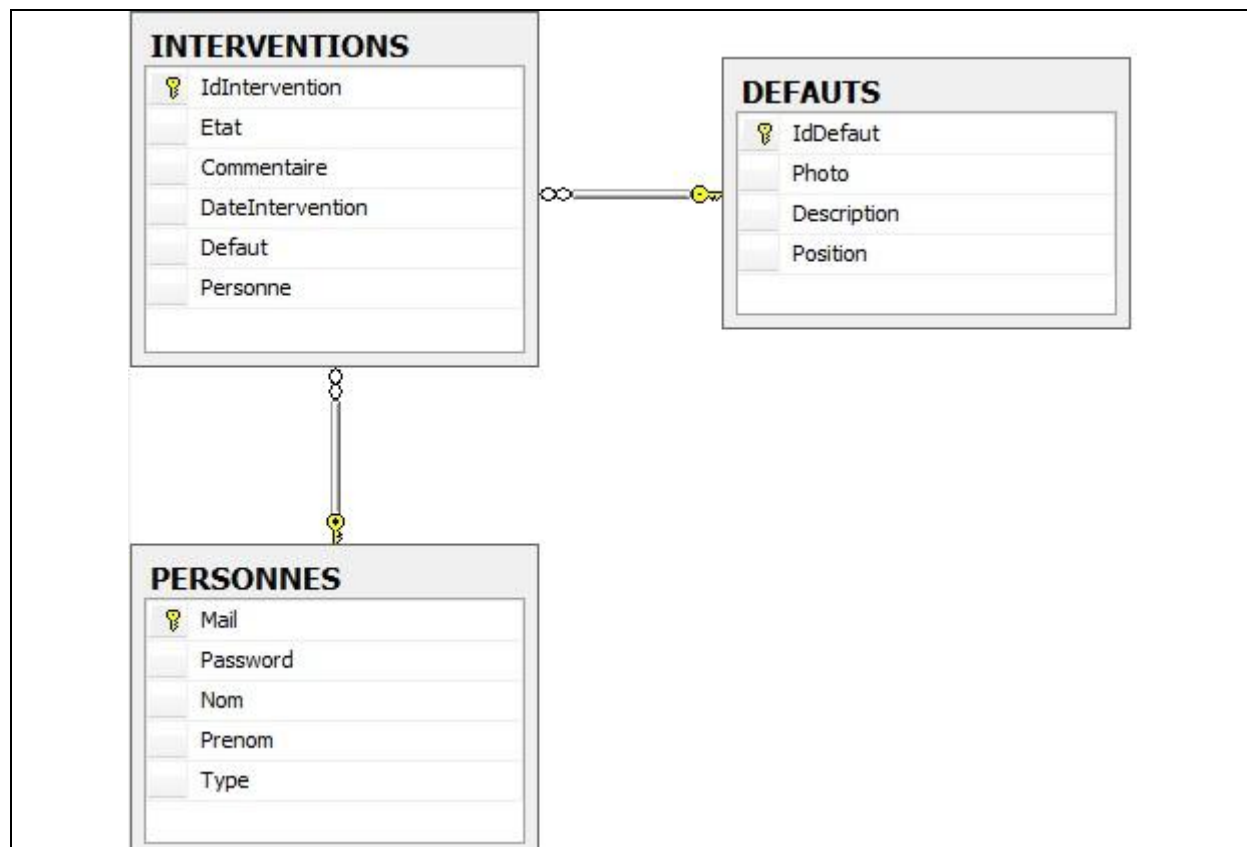 INTERVENTIONS
IdIntervention
Etat
Commentaire
DateIntervention
Defaut
Personne
DEFAUTS
IdDefaut
Photo
Description
Position
PERSONNES
Mail
Password
Nom
Prenom
Type